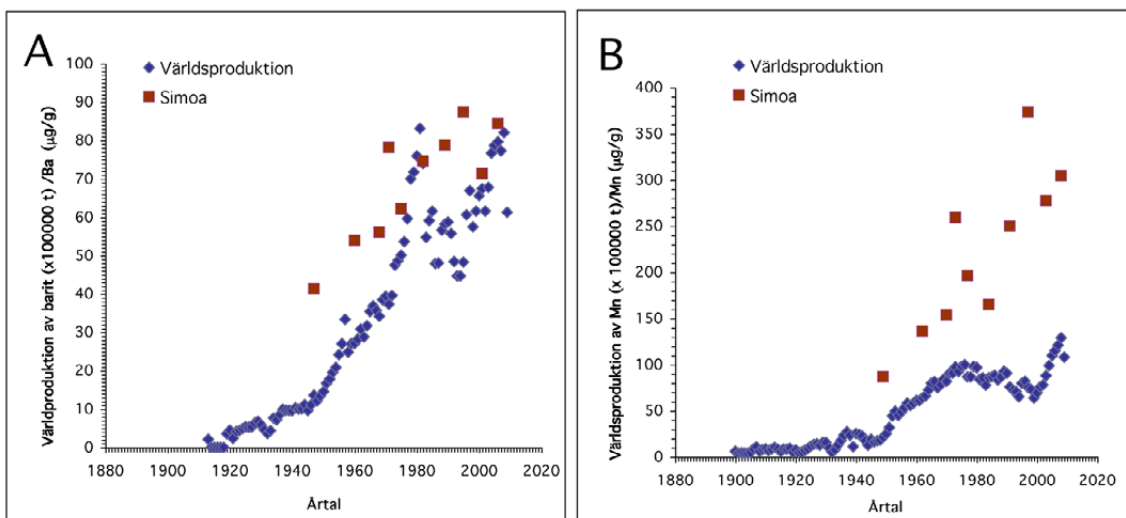 A
Världsproduktion
Simoa
Världproduktion av barit (x100000 t) /Ba (µg/g)
100
90
80
70
60
50
40
30
20
10
0
1880 1900 1920 1940 1960 1980 2000 2020
Årtal
B
Världsproduktion
Simoa
Världsproduktion av Mn (x 100000 t)/Mn (µg/g)
400
350
300
250
200
150
100
50
0
1880 1900 1920 1940 1960 1980 2000 2020
Årtal